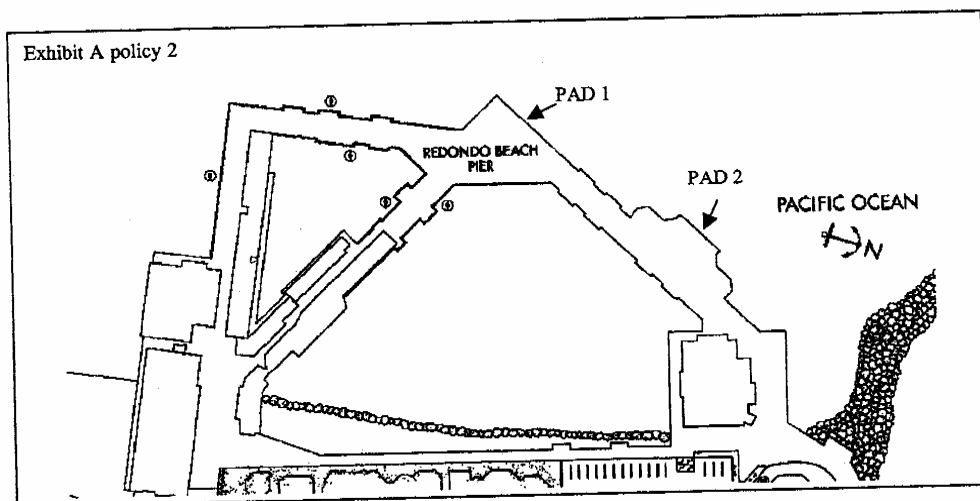 Exhibit A policy 2
PAD 1
REDONDO BEACH
PIER
PAD 2
PACIFIC OCEAN
N